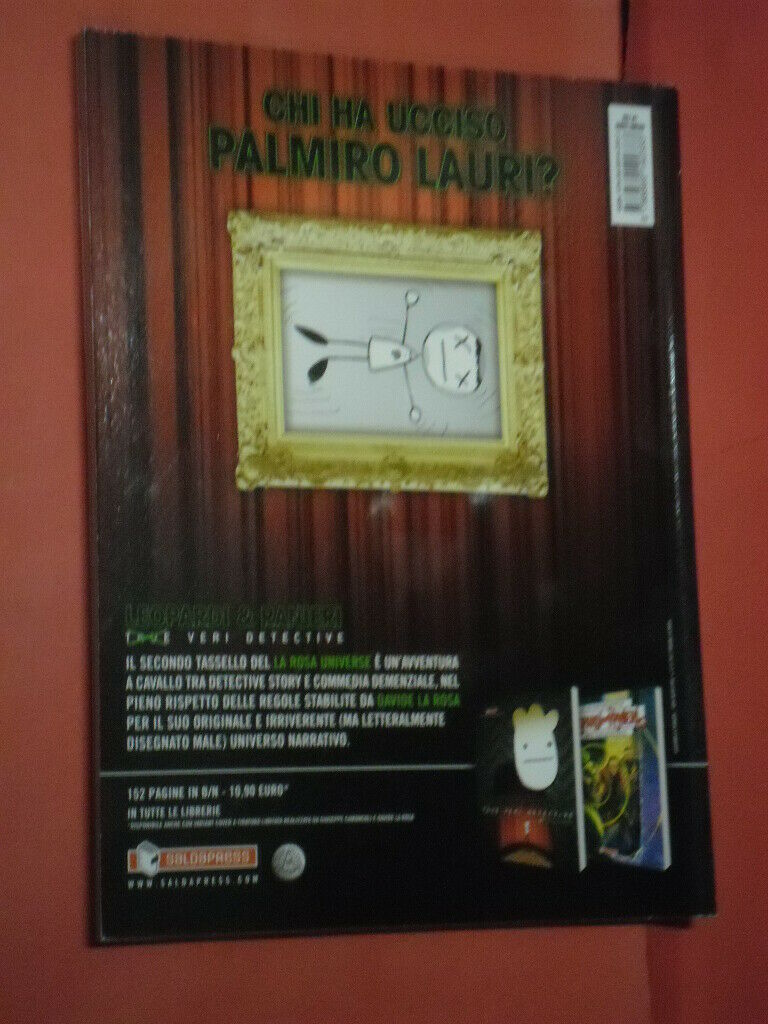 CHI HA UCCISO
PALMIRO LAURI?
LEOPARDI & RANIERI
DUE VERI DETECTIVE
IL SECONDO TASSELLO DEL LA ROSA UNIVERSE È UN'AVVENTURA
A CAVALLO TRA DETECTIVE STORY E COMMEDIA DEMENZIALE, NEL
PIENO RISPETTO DELLE REGOLE STABILITE DA DAVIDE LA ROSA
PER IL SUO ORIGINALE E IRRIVERENTE (MA LETTERALMENTE
DISEGNATO MALE) UNIVERSO NARRATIVO.
152 PAGINE IN B/N - 16,90 EURO*
IN TUTTE LE LIBRERIE
SALDAPRESS
WWW.SALDAPRESS.COM